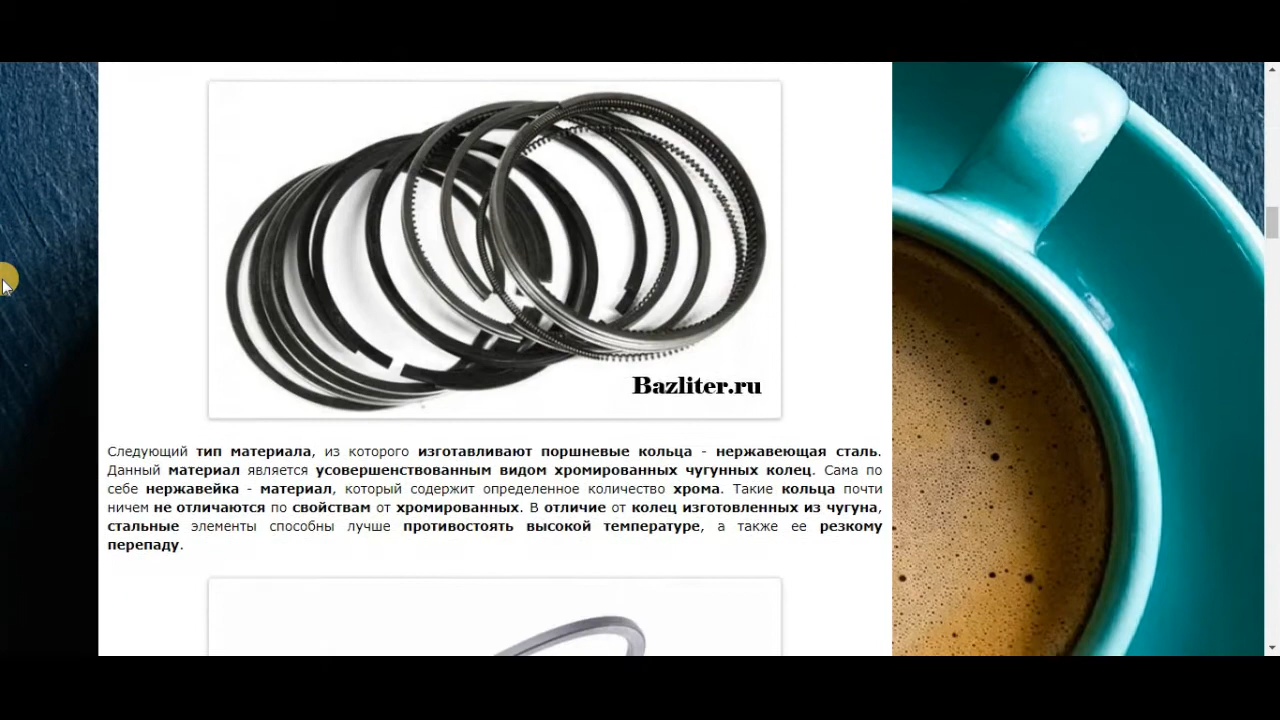 Bazliter.ru
Следующий тип материала, из которого изготавливают поршневые кольца - нержавеющая сталь.
Данный материал является усовершенствованным видом хромированных чугунных колец. Сама по
себе нержавейка - материал, который содержит определенное количество хрома. Такие кольца почти
ничем не отличаются по свойствам от хромированных. В отличие от колец изготовленных из чугуна,
стальные элементы способны лучше противостоять высокой температуре, а также ее резкому
перепаду.